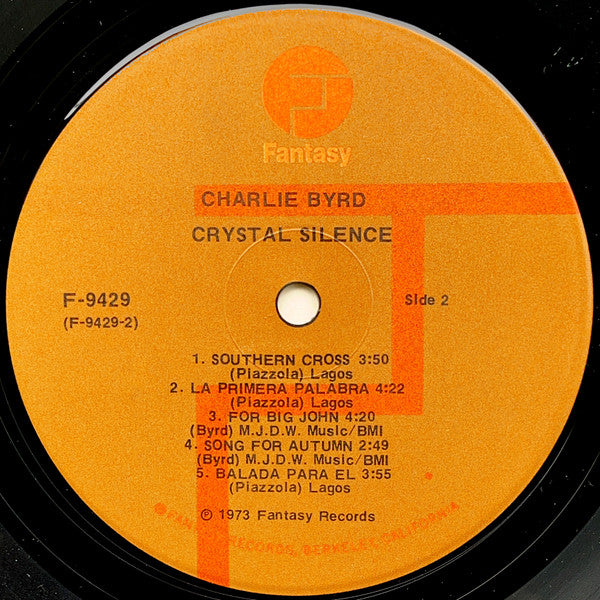 Fantasy
CHARLIE BYRD
CRYSTAL SILENCE
F-9429
(F-9429-2)
Side 2
1. SOUTHERN CROSS 3:50
(Piazzola) Lagos
2. LA PRIMERA PALABRA 4:22
(Piazzola) Lagos
3. FOR BIG JOHN 4:20
(Byrd) M.J.D.W. Music/BMI
4. SONG FOR AUTUMN 2:49
(Byrd) M.J.D.W. Music/BMI
5. BALADA PARA EL 3:55
(Piazzola) Lagos
℗ 1973 Fantasy Records
RECORDS, BERKELEY, CALIFORNIA